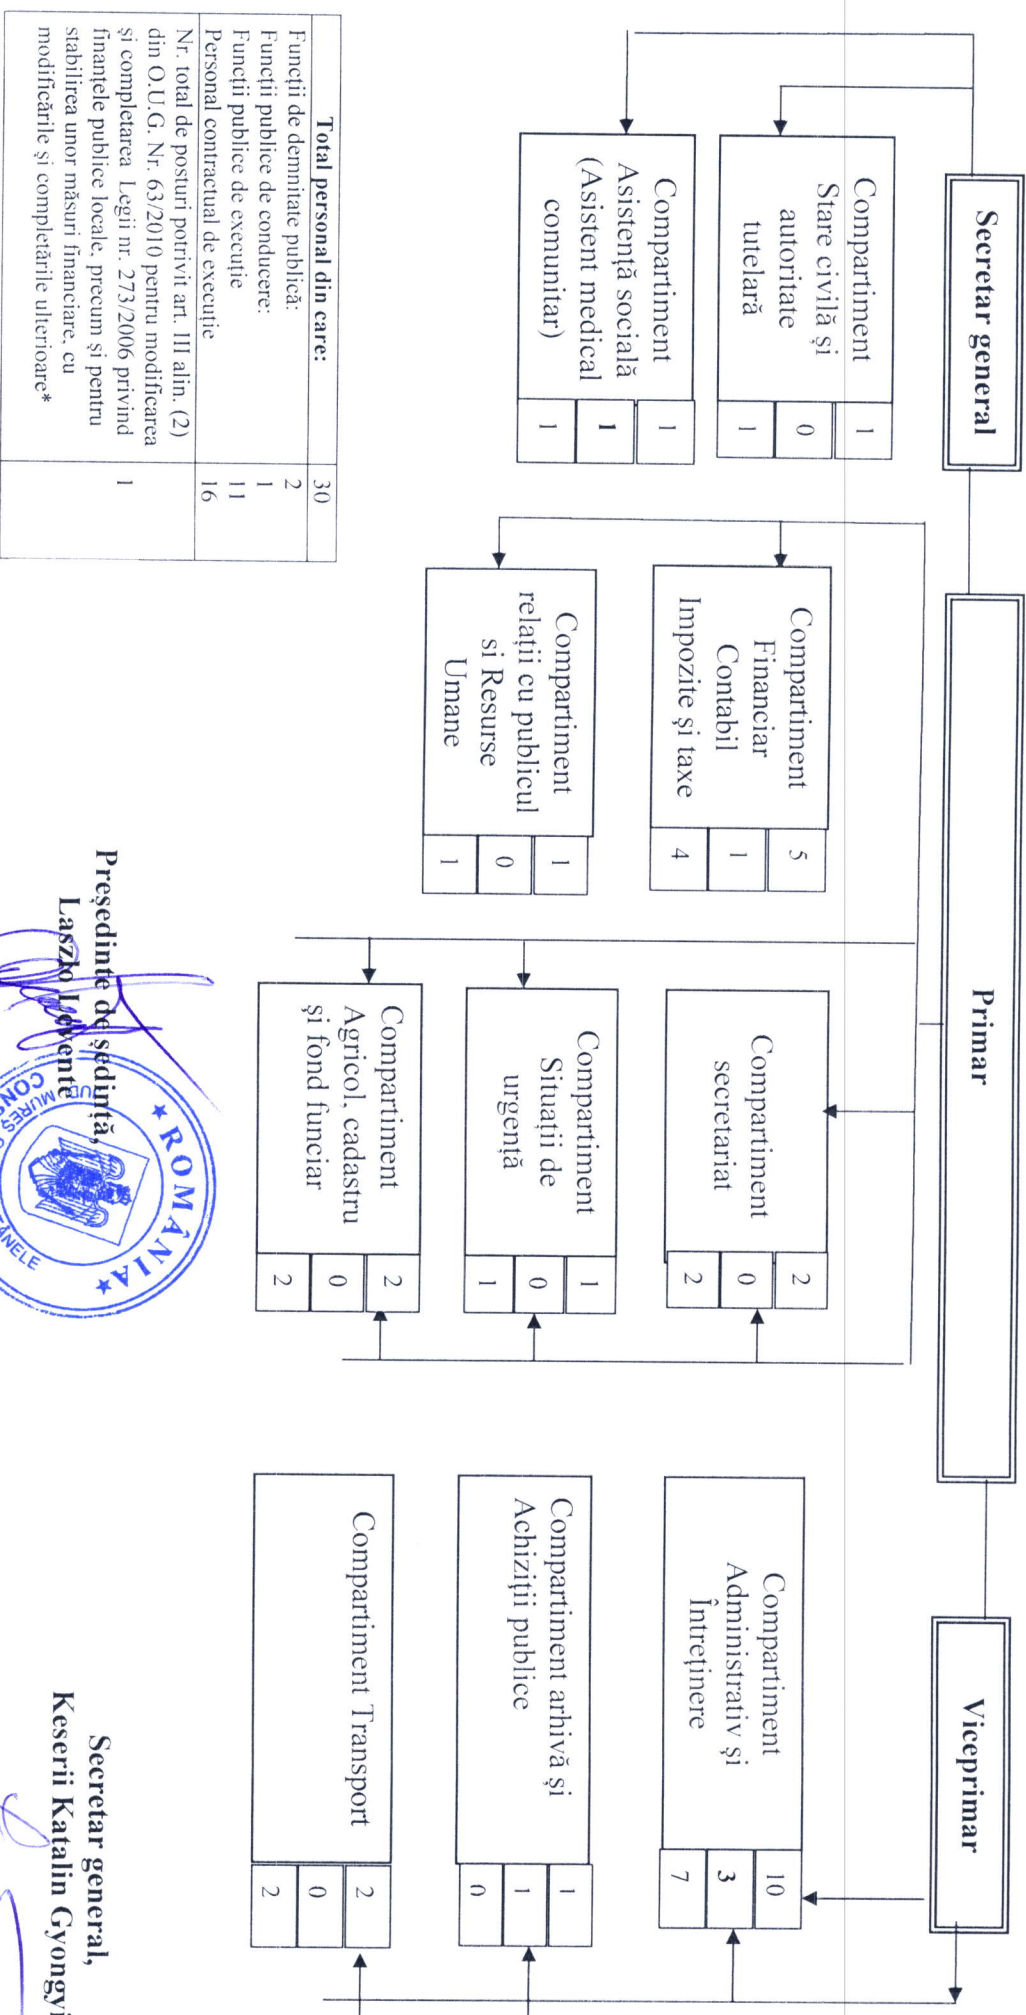 Secretar general
Primar
Viceprimar
Compartiment
Stare civilă și
autoritate
tutelară
1
0
1
Compartiment
Asistență socială
(Asistent medical
comunitar)
1
1
1
Compartiment
Financiar
Contabil
Impozite și taxe
5
1
4
Compartiment
relații cu publicul
si Resurse
Umane
1
0
1
Compartiment
secretariat
2
0
2
Compartiment
Situații de
urgență
1
0
1
Compartiment
Agricol, cadastru
și fond funciar
2
0
2
Compartiment
Administrativ și
Întreținere
10
3
7
Compartiment arhivă și
Achiziții publice
1
1
0
Compartiment Transport
2
0
2
Total personal din care: 30
Funcții de demnitate publică: 2
Funcții publice de conducere: 1
Funcții publice de execuție 11
Personal contractual de execuție 16
Nr. total de posturi potrivit art. III alin. (2)
din O.U.G. Nr. 63/2010 pentru modificarea
și completarea Legii nr. 273/2006 privind 1
finanțele publice locale, precum și pentru
stabilirea unor măsuri financiare, cu
modificările și completările ulterioare*
Președinte de ședință,
Laszlo Levente
★ ROMÂNIA ★
JUD. MUREȘ
Secretar general,
Keserii Katalin Gyongyi